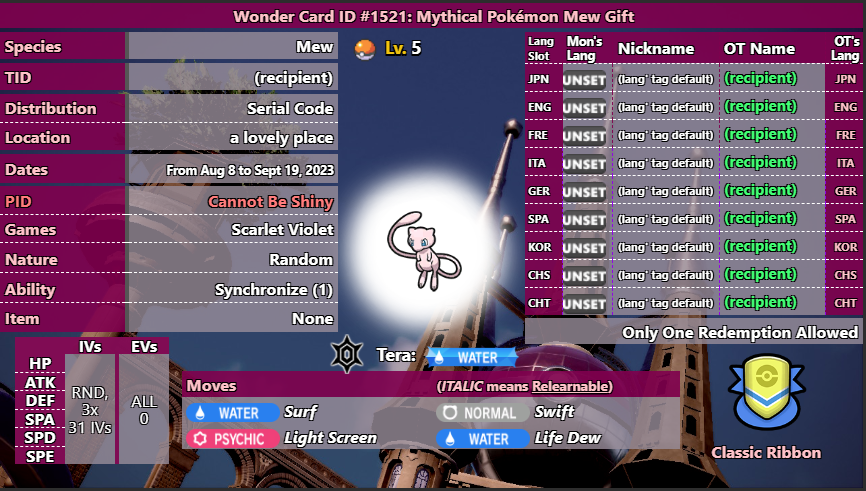 Wonder Card ID #1521: Mythical Pokémon Mew Gift
Species Mew
TID (recipient)
Distribution Serial Code
Location a lovely place
Dates From Aug 8 to Sept 19, 2023
PID Cannot Be Shiny
Games Scarlet Violet
Nature Random
Ability Synchronize (1)
Item None
Lv. 5
Lang Slot Mon's Lang Nickname OT Name OT's Lang
JPN UNSET (lang' tag default) (recipient) JPN
ENG UNSET (lang' tag default) (recipient) ENG
FRE UNSET (lang' tag default) (recipient) FRE
ITA UNSET (lang' tag default) (recipient) ITA
GER UNSET (lang' tag default) (recipient) GER
SPA UNSET (lang' tag default) (recipient) SPA
KOR UNSET (lang' tag default) (recipient) KOR
CHS UNSET (lang' tag default) (recipient) CHS
CHT UNSET (lang' tag default) (recipient) CHT
Only One Redemption Allowed
IVs EVs
HP
ATK
DEF
SPA
SPD
SPE
RND,
3x
31 IVs
ALL
0
Tera: WATER
Moves (ITALIC means Relearnable)
WATER Surf NORMAL Swift
PSYCHIC Light Screen WATER Life Dew
Classic Ribbon